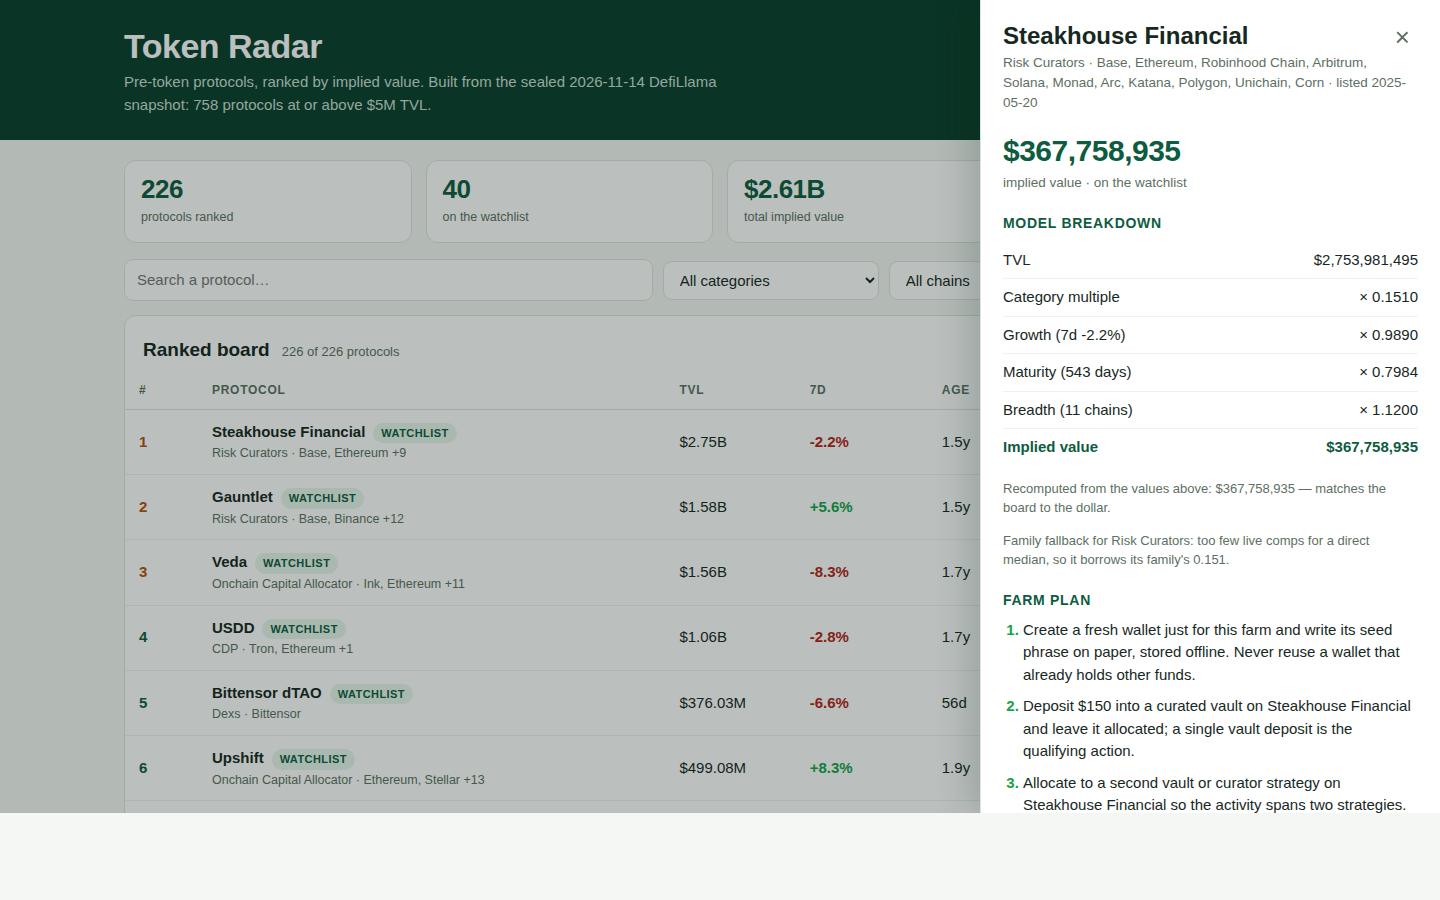 Token Radar
Pre-token protocols, ranked by implied value. Built from the sealed 2026-11-14 DefiLlama
snapshot: 758 protocols at or above $5M TVL.
226
protocols ranked
40
on the watchlist
$2.61B
total implied value
Search a protocol…
All categories
All chains
Ranked board 226 of 226 protocols
# PROTOCOL TVL 7D AGE
1 Steakhouse Financial WATCHLIST $2.75B -2.2% 1.5y
Risk Curators · Base, Ethereum +9
2 Gauntlet WATCHLIST $1.58B +5.6% 1.5y
Risk Curators · Base, Binance +12
3 Veda WATCHLIST $1.56B -8.3% 1.7y
Onchain Capital Allocator · Ink, Ethereum +11
4 USDD WATCHLIST $1.06B -2.8% 1.7y
CDP · Tron, Ethereum +1
5 Bittensor dTAO WATCHLIST $376.03M -6.6% 56d
Dexs · Bittensor
6 Upshift WATCHLIST $499.08M +8.3% 1.9y
Onchain Capital Allocator · Ethereum, Stellar +13
Steakhouse Financial ×
Risk Curators · Base, Ethereum, Robinhood Chain, Arbitrum,
Solana, Monad, Arc, Katana, Polygon, Unichain, Corn · listed 2025-
05-20
$367,758,935
implied value · on the watchlist
MODEL BREAKDOWN
TVL $2,753,981,495
Category multiple × 0.1510
Growth (7d -2.2%) × 0.9890
Maturity (543 days) × 0.7984
Breadth (11 chains) × 1.1200
Implied value $367,758,935
Recomputed from the values above: $367,758,935 — matches the
board to the dollar.
Family fallback for Risk Curators: too few live comps for a direct
median, so it borrows its family's 0.151.
FARM PLAN
1. Create a fresh wallet just for this farm and write its seed
phrase on paper, stored offline. Never reuse a wallet that
already holds other funds.
2. Deposit $150 into a curated vault on Steakhouse Financial
and leave it allocated; a single vault deposit is the
qualifying action.
3. Allocate to a second vault or curator strategy on
Steakhouse Financial so the activity spans two strategies.